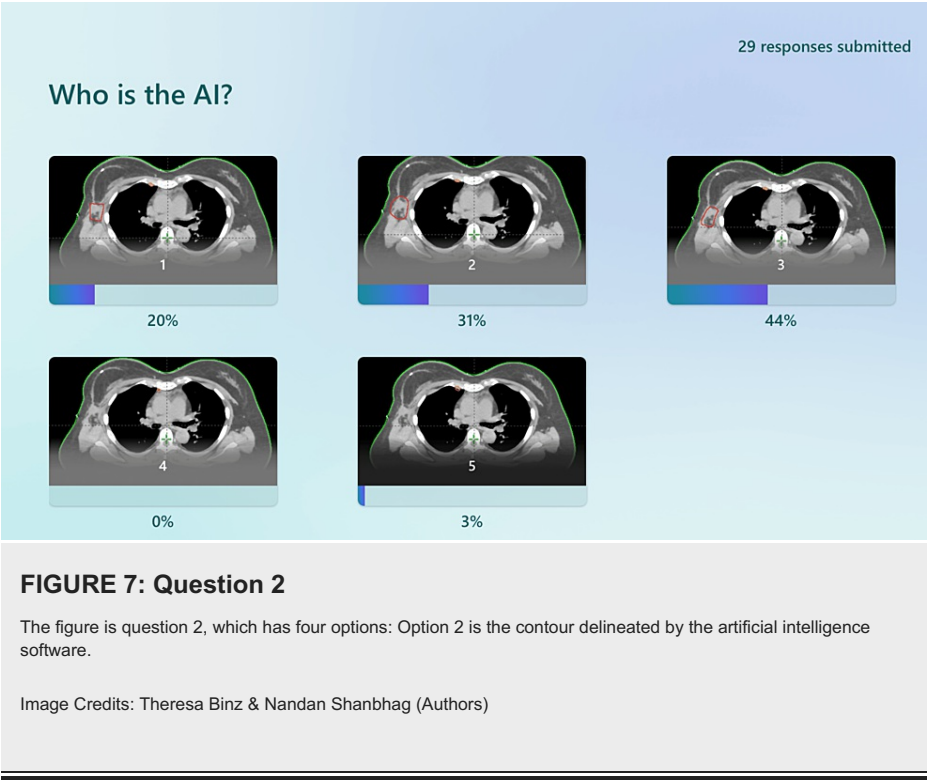 29 responses submitted
Who is the AI?
1
2
3
20%
31%
44%
4
5
0%
3%
FIGURE 7: Question 2
The figure is question 2, which has four options: Option 2 is the contour delineated by the artificial intelligence
software.
Image Credits: Theresa Binz & Nandan Shanbhag (Authors)